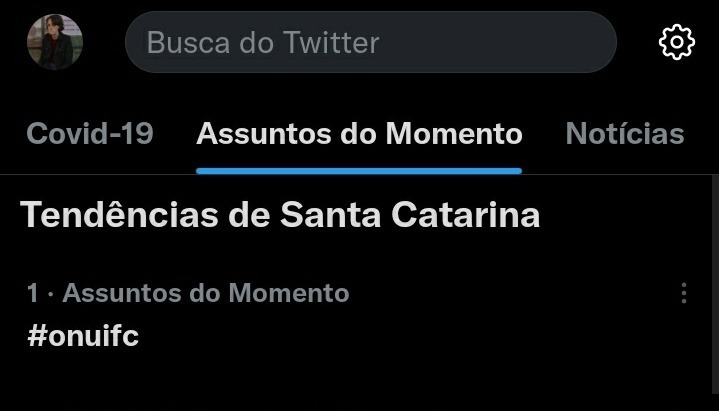 Busca do Twitter
Covid-19 Assuntos do Momento Notícias
Tendências de Santa Catarina
1 · Assuntos do Momento
#onuifc